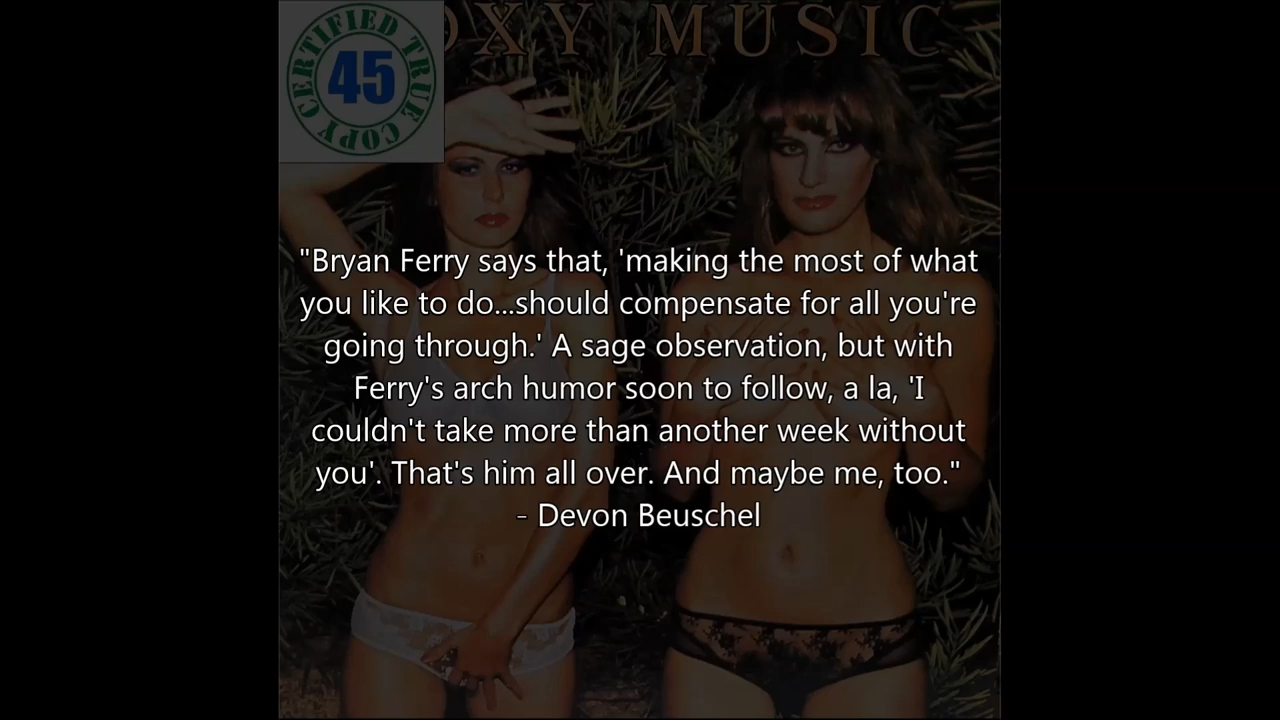 OXY MUSIC
CERTIFIED TRUE COPY
45
"Bryan Ferry says that, 'making the most of what
you like to do...should compensate for all you're
going through.' A sage observation, but with
Ferry's arch humor soon to follow, a la, 'I
couldn't take more than another week without
you'. That's him all over. And maybe me, too."
- Devon Beuschel